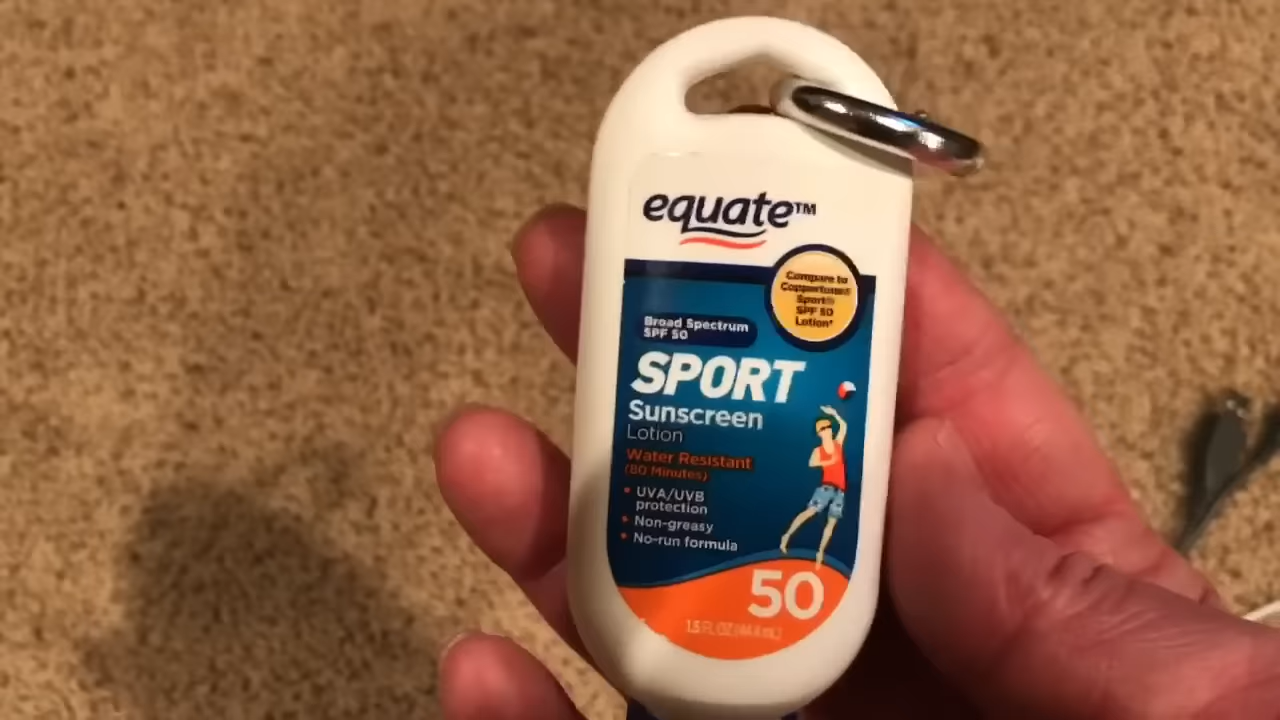 equate™
Compare to
Coppertone®
Sport®
SPF 50
Lotion*
Broad Spectrum
SPF 50
SPORT
Sunscreen
Lotion
Water Resistant
(80 Minutes)
• UVA/UVB
protection
• Non-greasy
• No-run formula
50
1.5 FL OZ (44.4 mL)